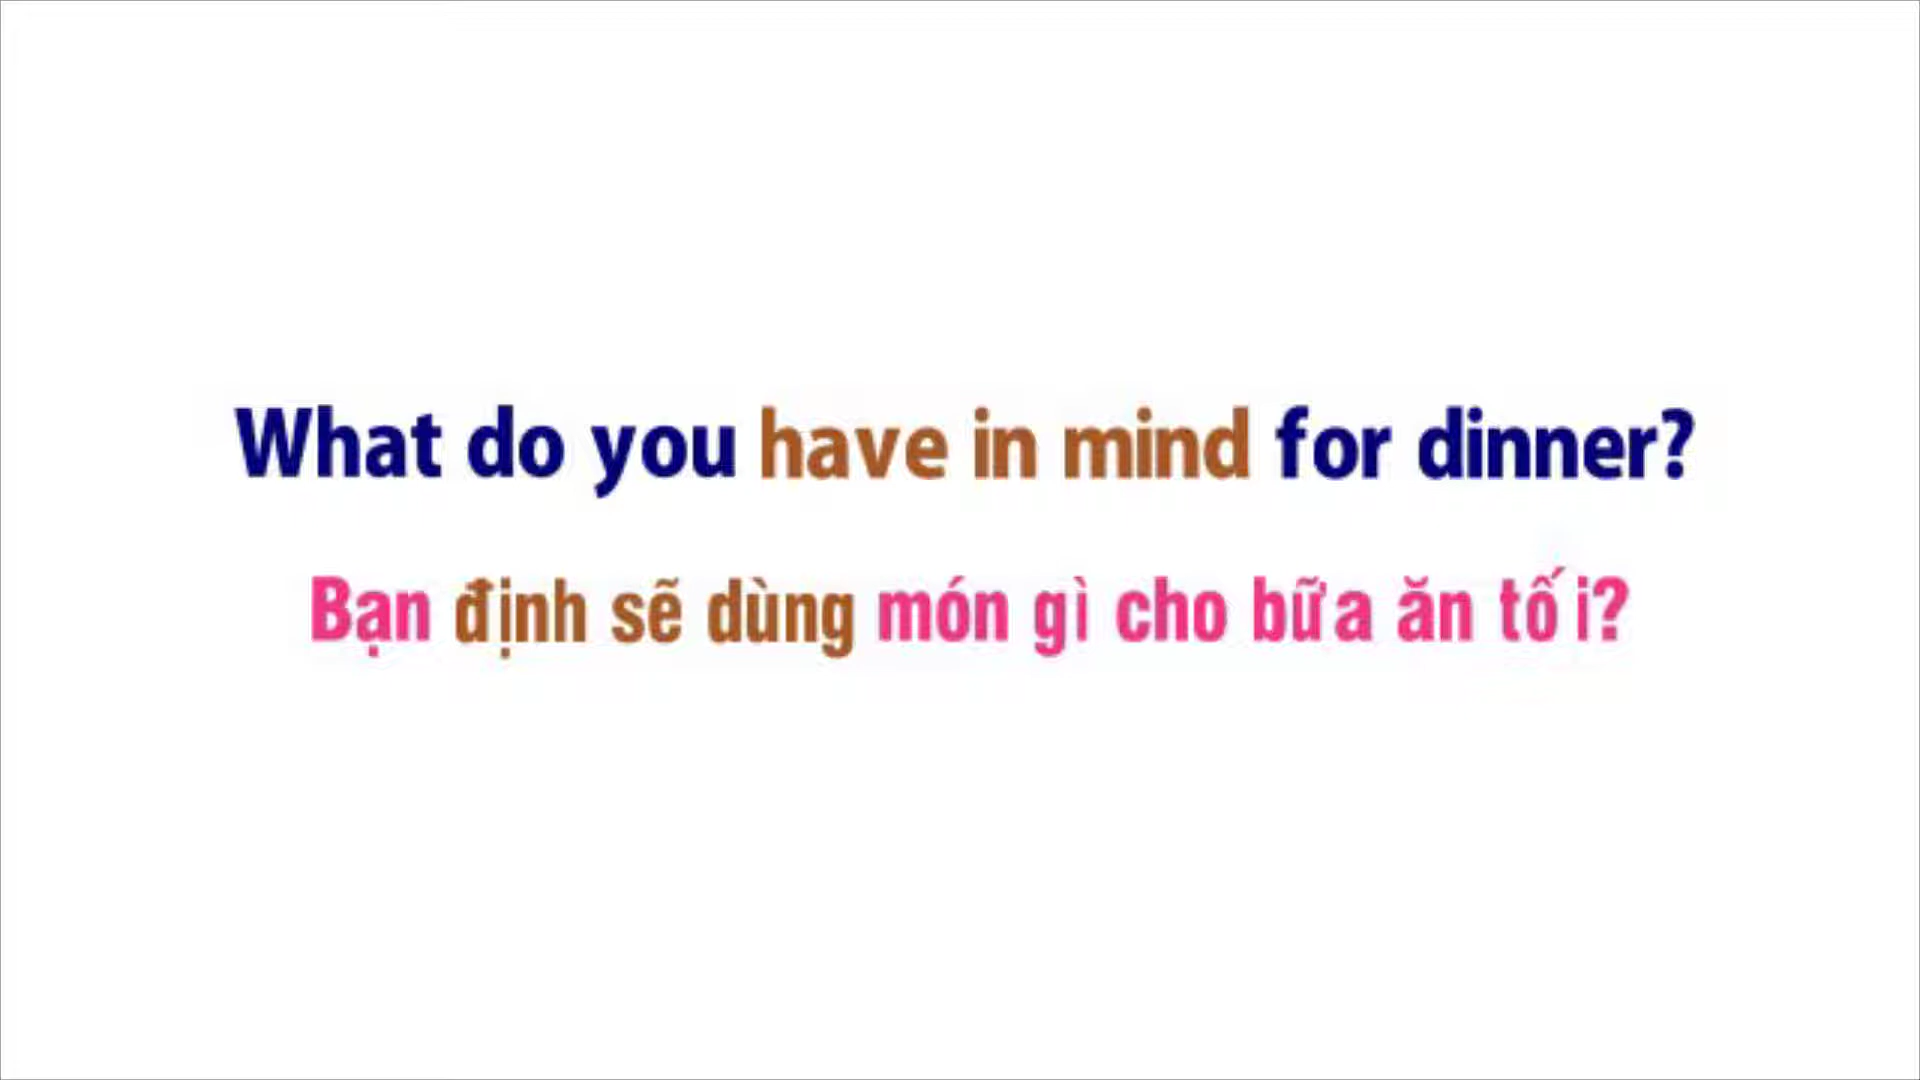 What do you have in mind for dinner?
Bạn định sẽ dùng món gì cho bữa ăn tối?